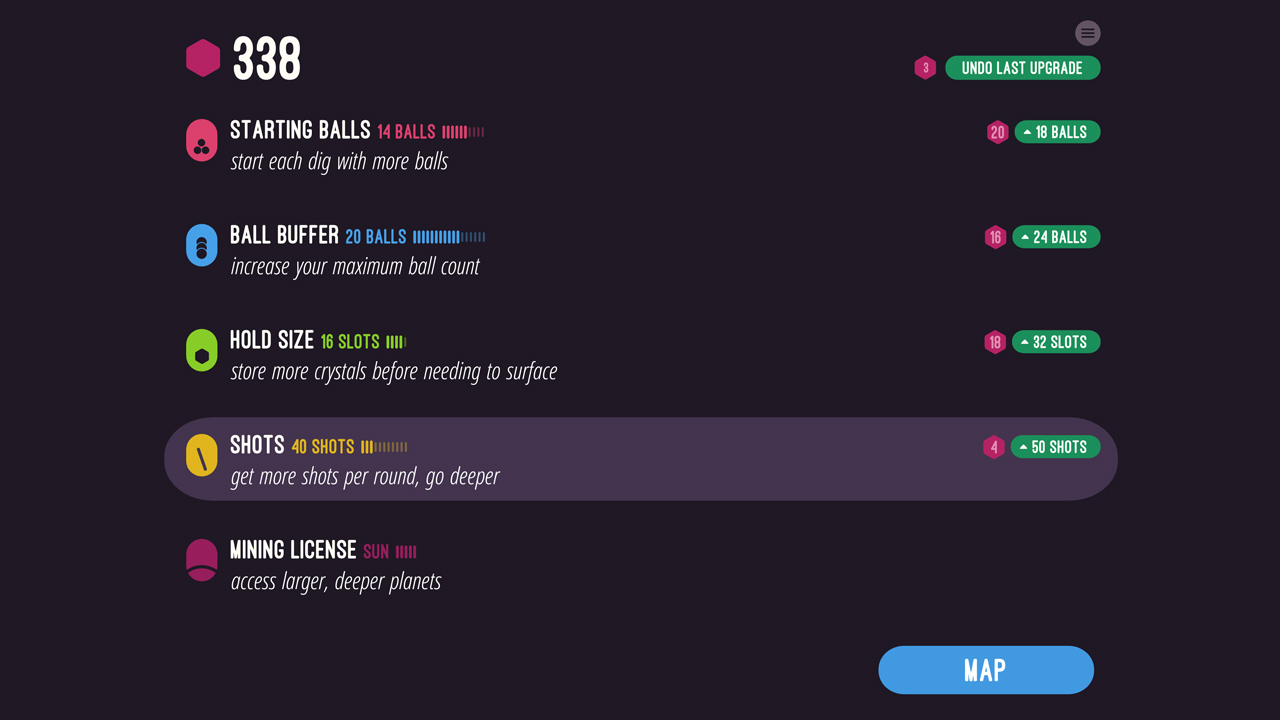 338
3 UNDO LAST UPGRADE
STARTING BALLS 14 BALLS 20 18 BALLS
start each dig with more balls
BALL BUFFER 20 BALLS 16 24 BALLS
increase your maximum ball count
HOLD SIZE 16 SLOTS 18 32 SLOTS
store more crystals before needing to surface
SHOTS 40 SHOTS 4 50 SHOTS
get more shots per round, go deeper
MINING LICENSE SUN
access larger, deeper planets
MAP